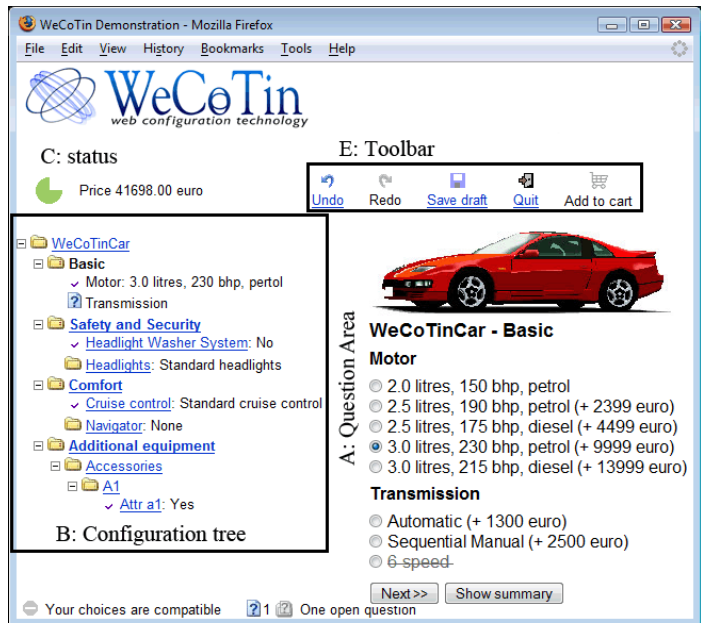 WeCoTin Demonstration - Mozilla Firefox
File Edit View History Bookmarks Tools Help
WeCoTin
web configuration technology
C: status
E: Toolbar
Price 41698.00 euro
Undo Redo Save draft Quit Add to cart
WeCoTinCar
Basic
Motor: 3.0 litres, 230 bhp, pertol
Transmission
Safety and Security
Headlight Washer System: No
Headlights: Standard headlights
Comfort
Cruise control: Standard cruise control
Navigator: None
Additional equipment
Accessories
A1
Attr a1: Yes
B: Configuration tree
A: Question Area
WeCoTinCar - Basic
Motor
2.0 litres, 150 bhp, petrol
2.5 litres, 190 bhp, petrol (+ 2399 euro)
2.5 litres, 175 bhp, diesel (+ 4499 euro)
3.0 litres, 230 bhp, petrol (+ 9999 euro)
3.0 litres, 215 bhp, diesel (+ 13999 euro)
Transmission
Automatic (+ 1300 euro)
Sequential Manual (+ 2500 euro)
6 speed
Next >> Show summary
Your choices are compatible ? 1 ? One open question